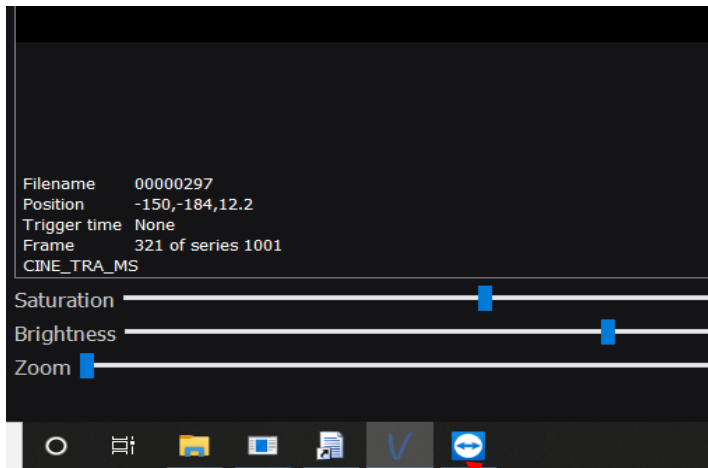 Filename 00000297
Position -150,-184,12.2
Trigger time None
Frame 321 of series 1001
CINE_TRA_MS
Saturation
Brightness
Zoom